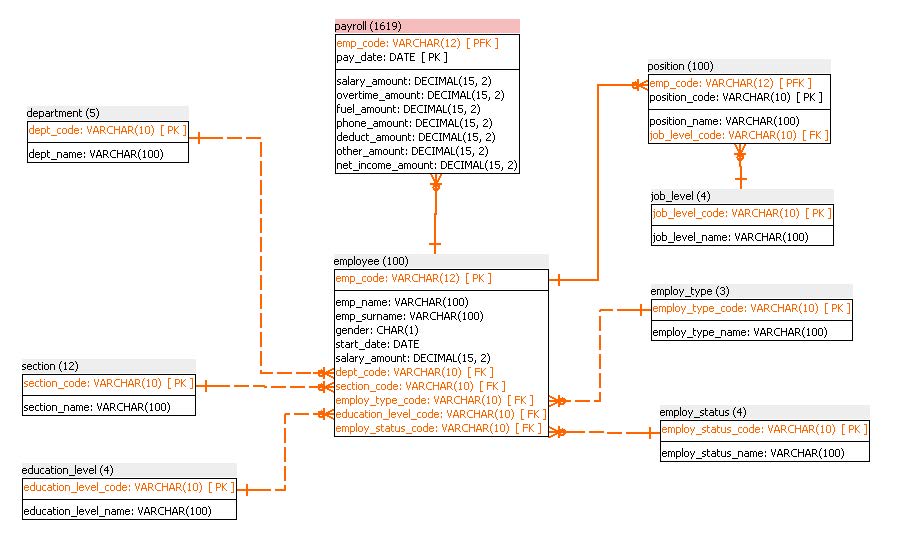 payroll (1619)
emp_code: VARCHAR(12) [ PFK ]
pay_date: DATE [ PK ]
salary_amount: DECIMAL(15, 2)
overtime_amount: DECIMAL(15, 2)
fuel_amount: DECIMAL(15, 2)
phone_amount: DECIMAL(15, 2)
deduct_amount: DECIMAL(15, 2)
other_amount: DECIMAL(15, 2)
net_income_amount: DECIMAL(15, 2)
position (100)
emp_code: VARCHAR(12) [ PFK ]
position_code: VARCHAR(10) [ PK ]
position_name: VARCHAR(100)
job_level_code: VARCHAR(10) [ FK ]
department (5)
dept_code: VARCHAR(10) [ PK ]
dept_name: VARCHAR(100)
job_level (4)
job_level_code: VARCHAR(10) [ PK ]
job_level_name: VARCHAR(100)
employee (100)
emp_code: VARCHAR(12) [ PK ]
emp_name: VARCHAR(100)
emp_surname: VARCHAR(100)
gender: CHAR(1)
start_date: DATE
salary_amount: DECIMAL(15, 2)
dept_code: VARCHAR(10) [ FK ]
section_code: VARCHAR(10) [ FK ]
employ_type_code: VARCHAR(10) [ FK ]
education_level_code: VARCHAR(10) [ FK ]
employ_status_code: VARCHAR(10) [ FK ]
employ_type (3)
employ_type_code: VARCHAR(10) [ PK ]
employ_type_name: VARCHAR(100)
section (12)
section_code: VARCHAR(10) [ PK ]
section_name: VARCHAR(100)
employ_status (4)
employ_status_code: VARCHAR(10) [ PK ]
employ_status_name: VARCHAR(100)
education_level (4)
education_level_code: VARCHAR(10) [ PK ]
education_level_name: VARCHAR(100)